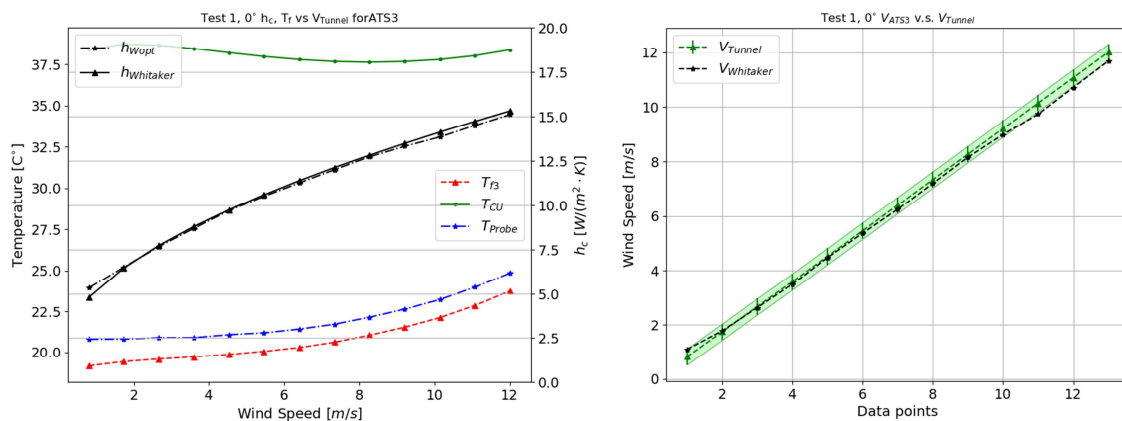 Test 1, 0° h_c, T_f vs V_Tunnel forATS3
h_Wopt
h_Whitaker
T_f3
T_CU
T_Probe
Temperature [C°]
37.5
35.0
32.5
30.0
27.5
25.0
22.5
20.0
20.0
17.5
15.0
12.5
10.0
7.5
5.0
2.5
0.0
h_c [W/(m² · K)]
2 4 6 8 10 12
Wind Speed [m/s]
Test 1, 0° V_ATS3 v.s. V_Tunnel
V_Tunnel
V_Whitaker
Wind Speed [m/s]
12
10
8
6
4
2
0
0 2 4 6 8 10 12
Data points